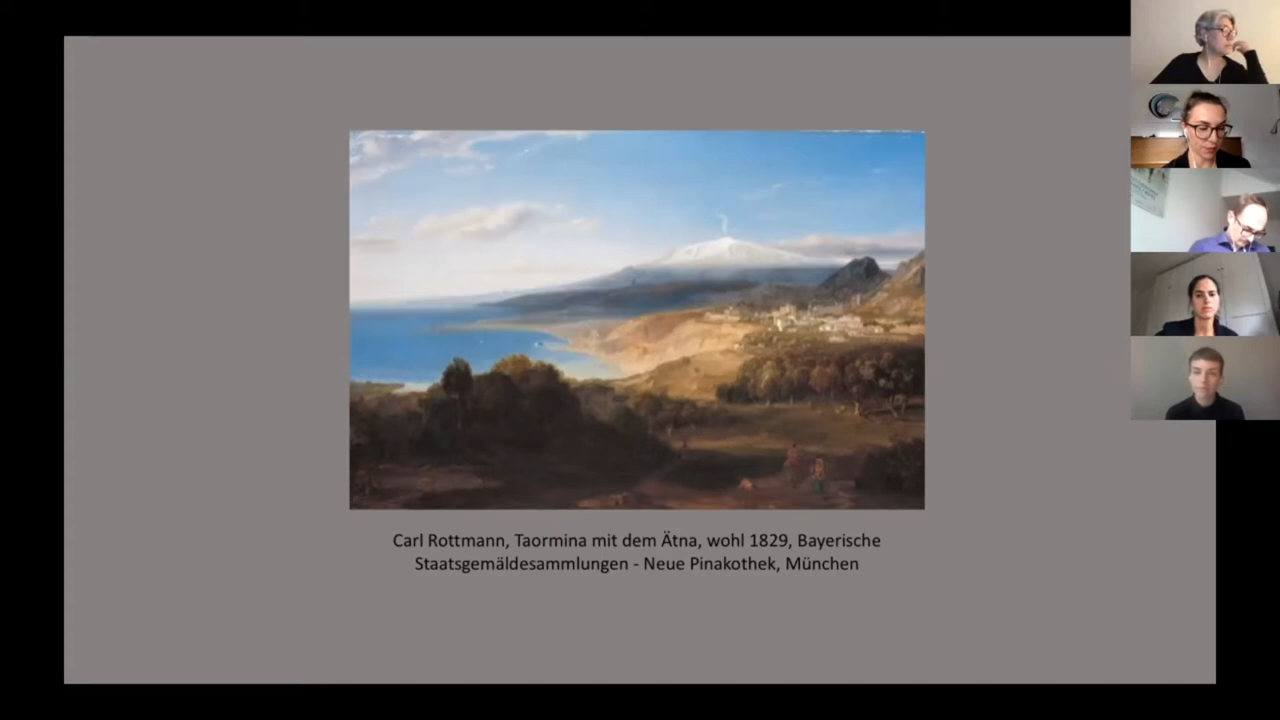 Carl Rottmann, Taormina mit dem Ätna, wohl 1829, Bayerische
Staatsgemäldesammlungen - Neue Pinakothek, München